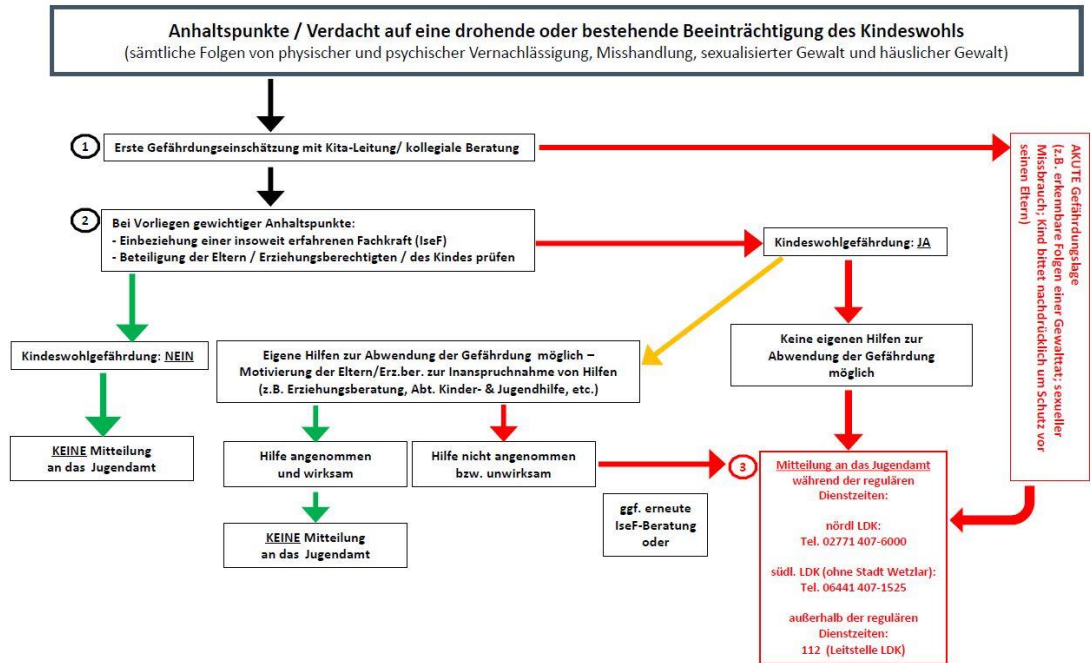 Anhaltspunkte / Verdacht auf eine drohende oder bestehende Beeinträchtigung des Kindeswohls
(sämtliche Folgen von physischer und psychischer Vernachlässigung, Misshandlung, sexualisierter Gewalt und häuslicher Gewalt)
1
Erste Gefährdungseinschätzung mit Kita-Leitung/ kollegiale Beratung
AKUTE Gefährdungslage
(z.B. erkennbare Folgen einer Gewalttat; sexueller
Missbrauch; Kind bittet nachdrücklich um Schutz vor
seinen Eltern)
2
Bei Vorliegen gewichtiger Anhaltspunkte:
- Einbeziehung einer insoweit erfahrenen Fachkraft (IseF)
- Beteiligung der Eltern / Erziehungsberechtigten / des Kindes prüfen
Kindeswohlgefährdung: JA
Kindeswohlgefährdung: NEIN
Eigene Hilfen zur Abwendung der Gefährdung möglich –
Motivierung der Eltern/Erz.ber. zur Inanspruchnahme von Hilfen
(z.B. Erziehungsberatung, Abt. Kinder- & Jugendhilfe, etc.)
Keine eigenen Hilfen zur
Abwendung der Gefährdung
möglich
KEINE Mitteilung
an das Jugendamt
Hilfe angenommen
und wirksam
Hilfe nicht angenommen
bzw. unwirksam
KEINE Mitteilung
an das Jugendamt
ggf. erneute
IseF-Beratung
oder
3
Mitteilung an das Jugendamt
während der regulären
Dienstzeiten:
nördl LDK:
Tel. 02771 407-6000
südl. LDK (ohne Stadt Wetzlar):
Tel. 06441 407-1525
außerhalb der regulären
Dienstzeiten:
112 (Leitstelle LDK)